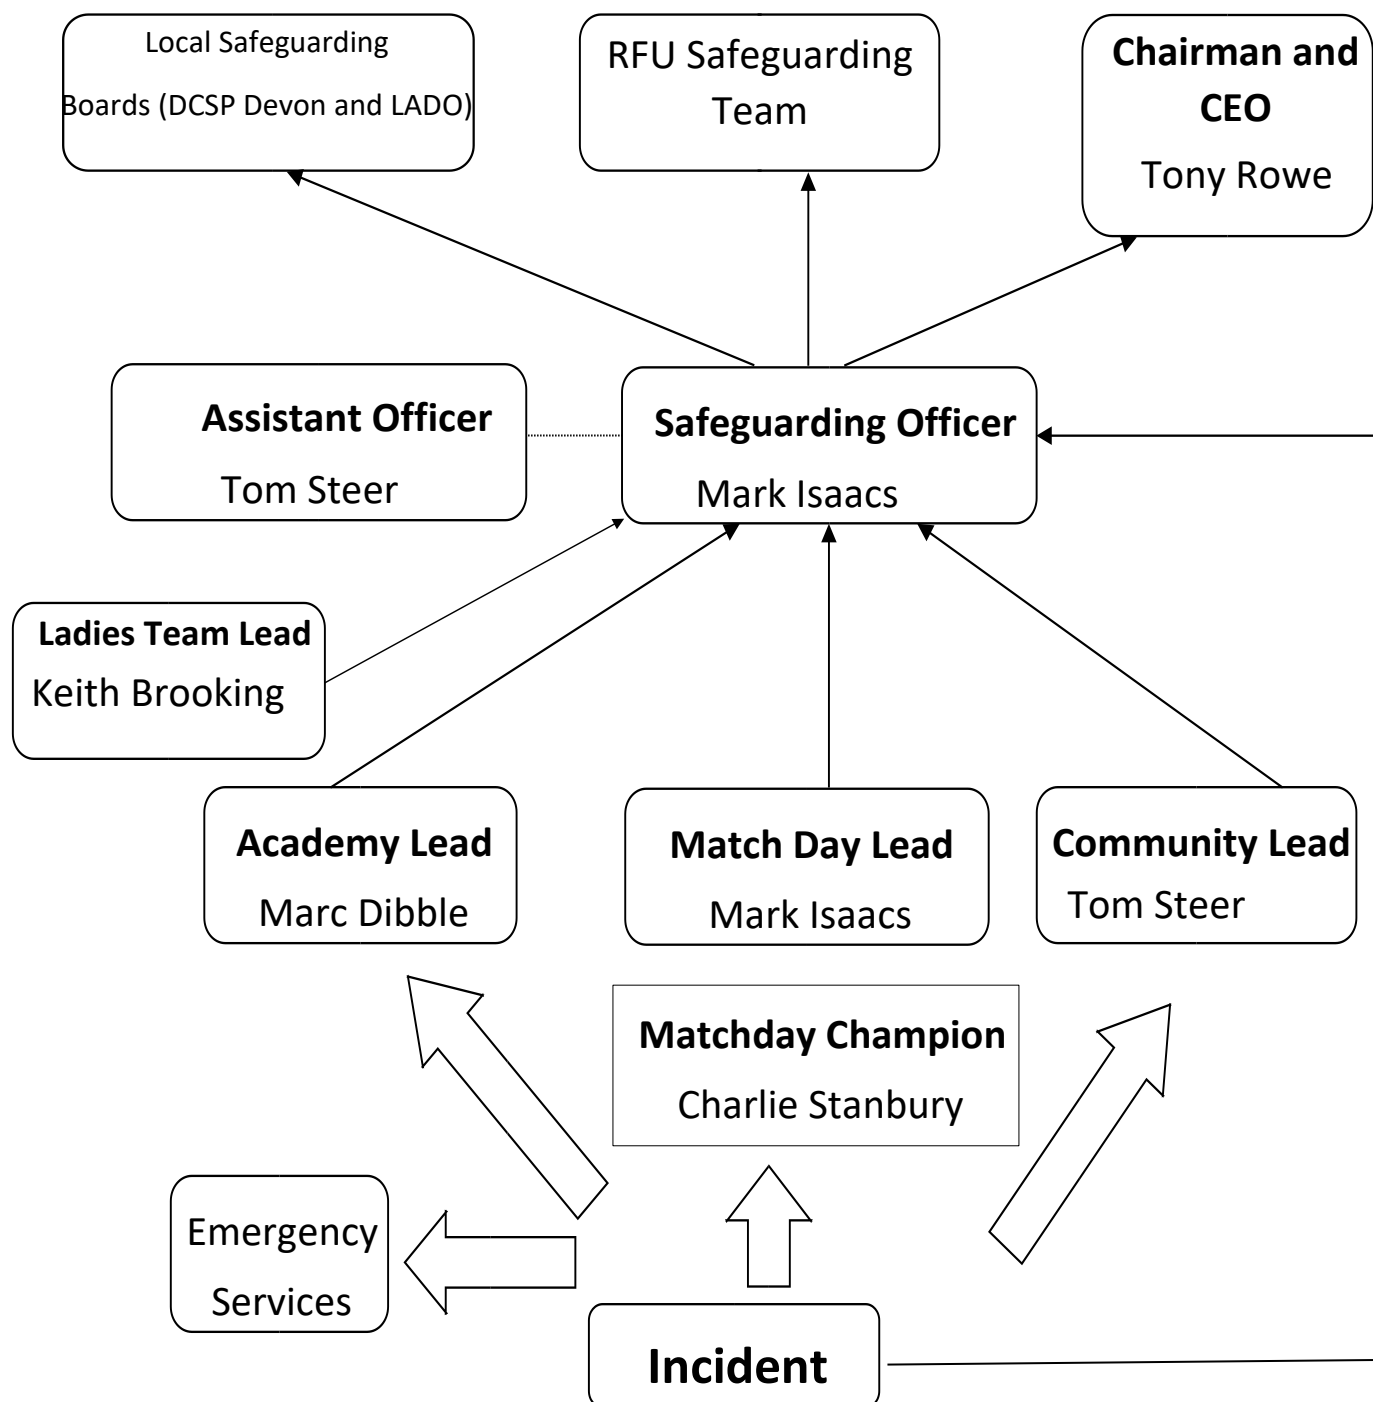 Local Safeguarding
Boards (DCSP Devon and LADO)
RFU Safeguarding
Team
Chairman and
CEO
Tony Rowe
Assistant Officer
Tom Steer
Safeguarding Officer
Mark Isaacs
Ladies Team Lead
Keith Brooking
Academy Lead
Marc Dibble
Match Day Lead
Mark Isaacs
Community Lead
Tom Steer
Matchday Champion
Charlie Stanbury
Emergency
Services
Incident